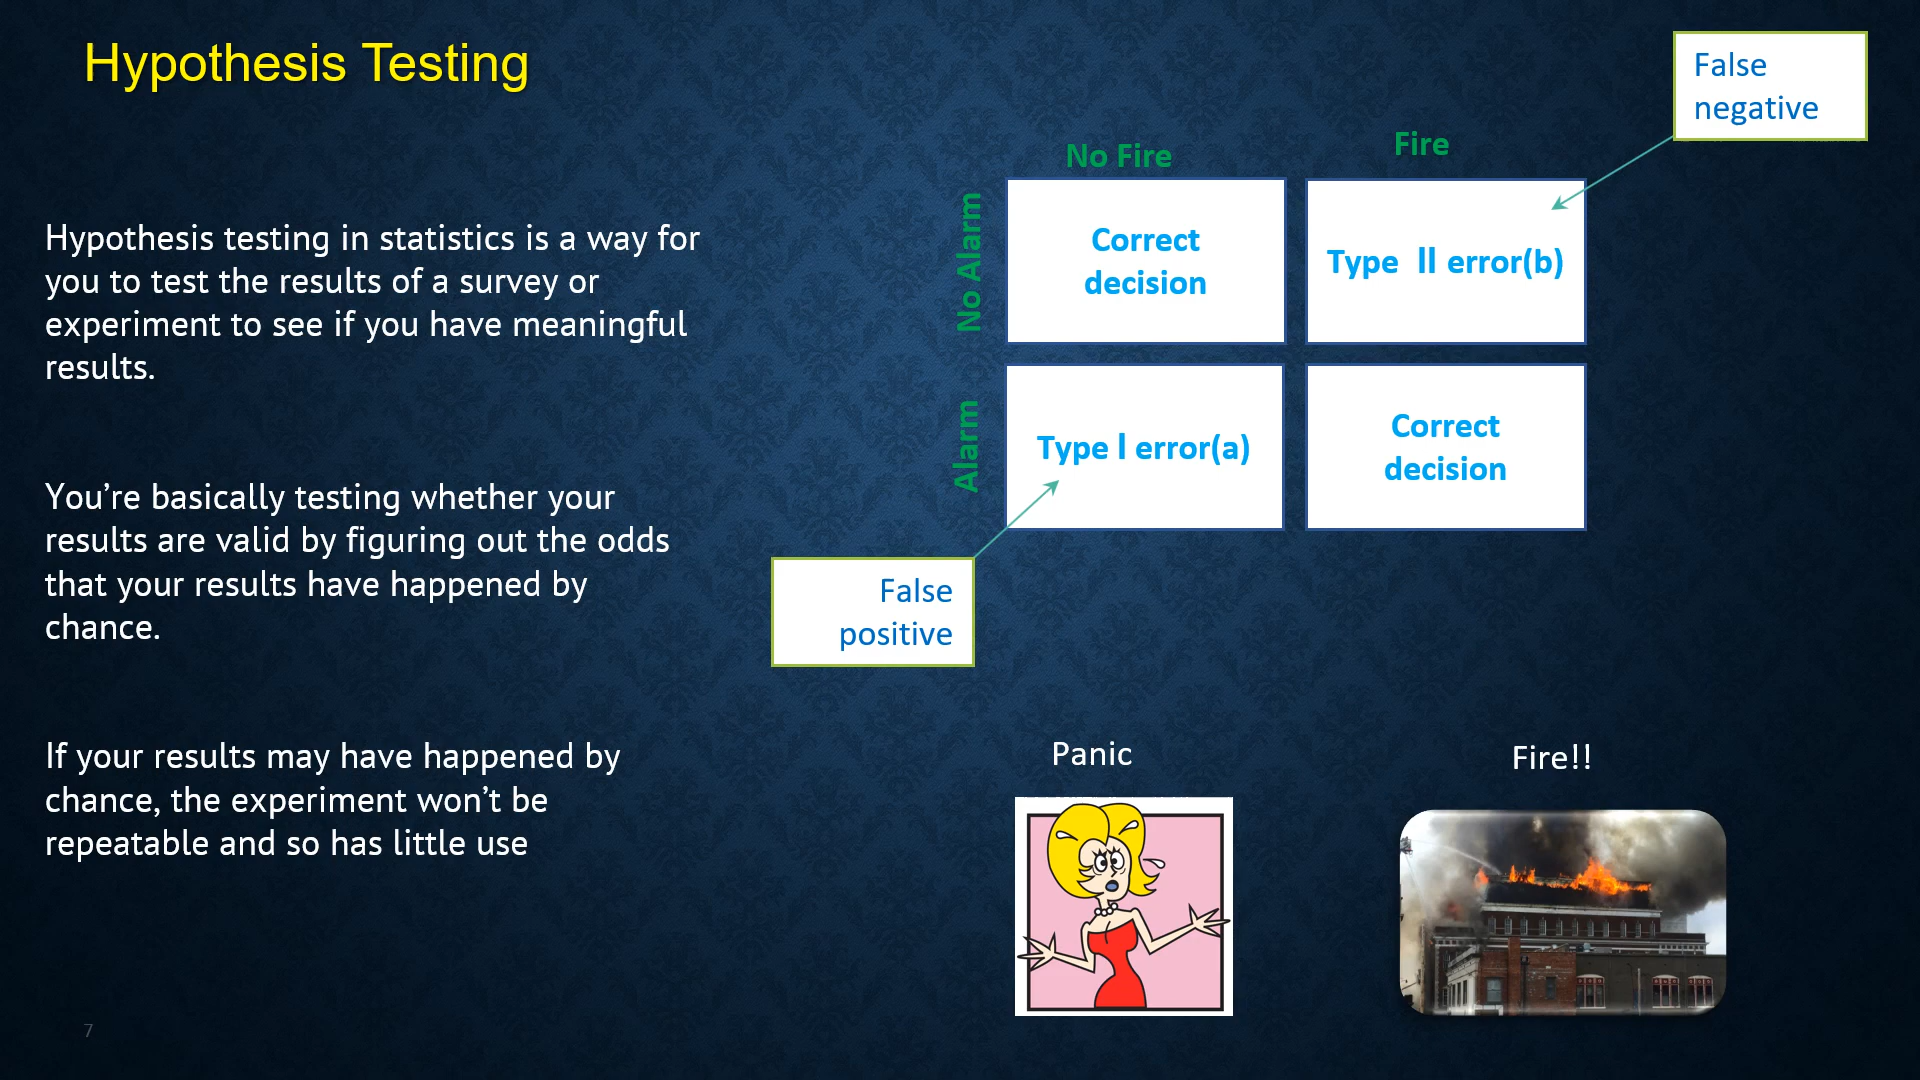 Hypothesis Testing
Hypothesis testing in statistics is a way for
you to test the results of a survey or
experiment to see if you have meaningful
results.
You’re basically testing whether your
results are valid by figuring out the odds
that your results have happened by
chance.
If your results may have happened by
chance, the experiment won’t be
repeatable and so has little use
False
negative
No Fire
Fire
No Alarm
Correct
decision
Type II error(b)
Alarm
Type I error(a)
Correct
decision
False
positive
Panic
Fire!!
7